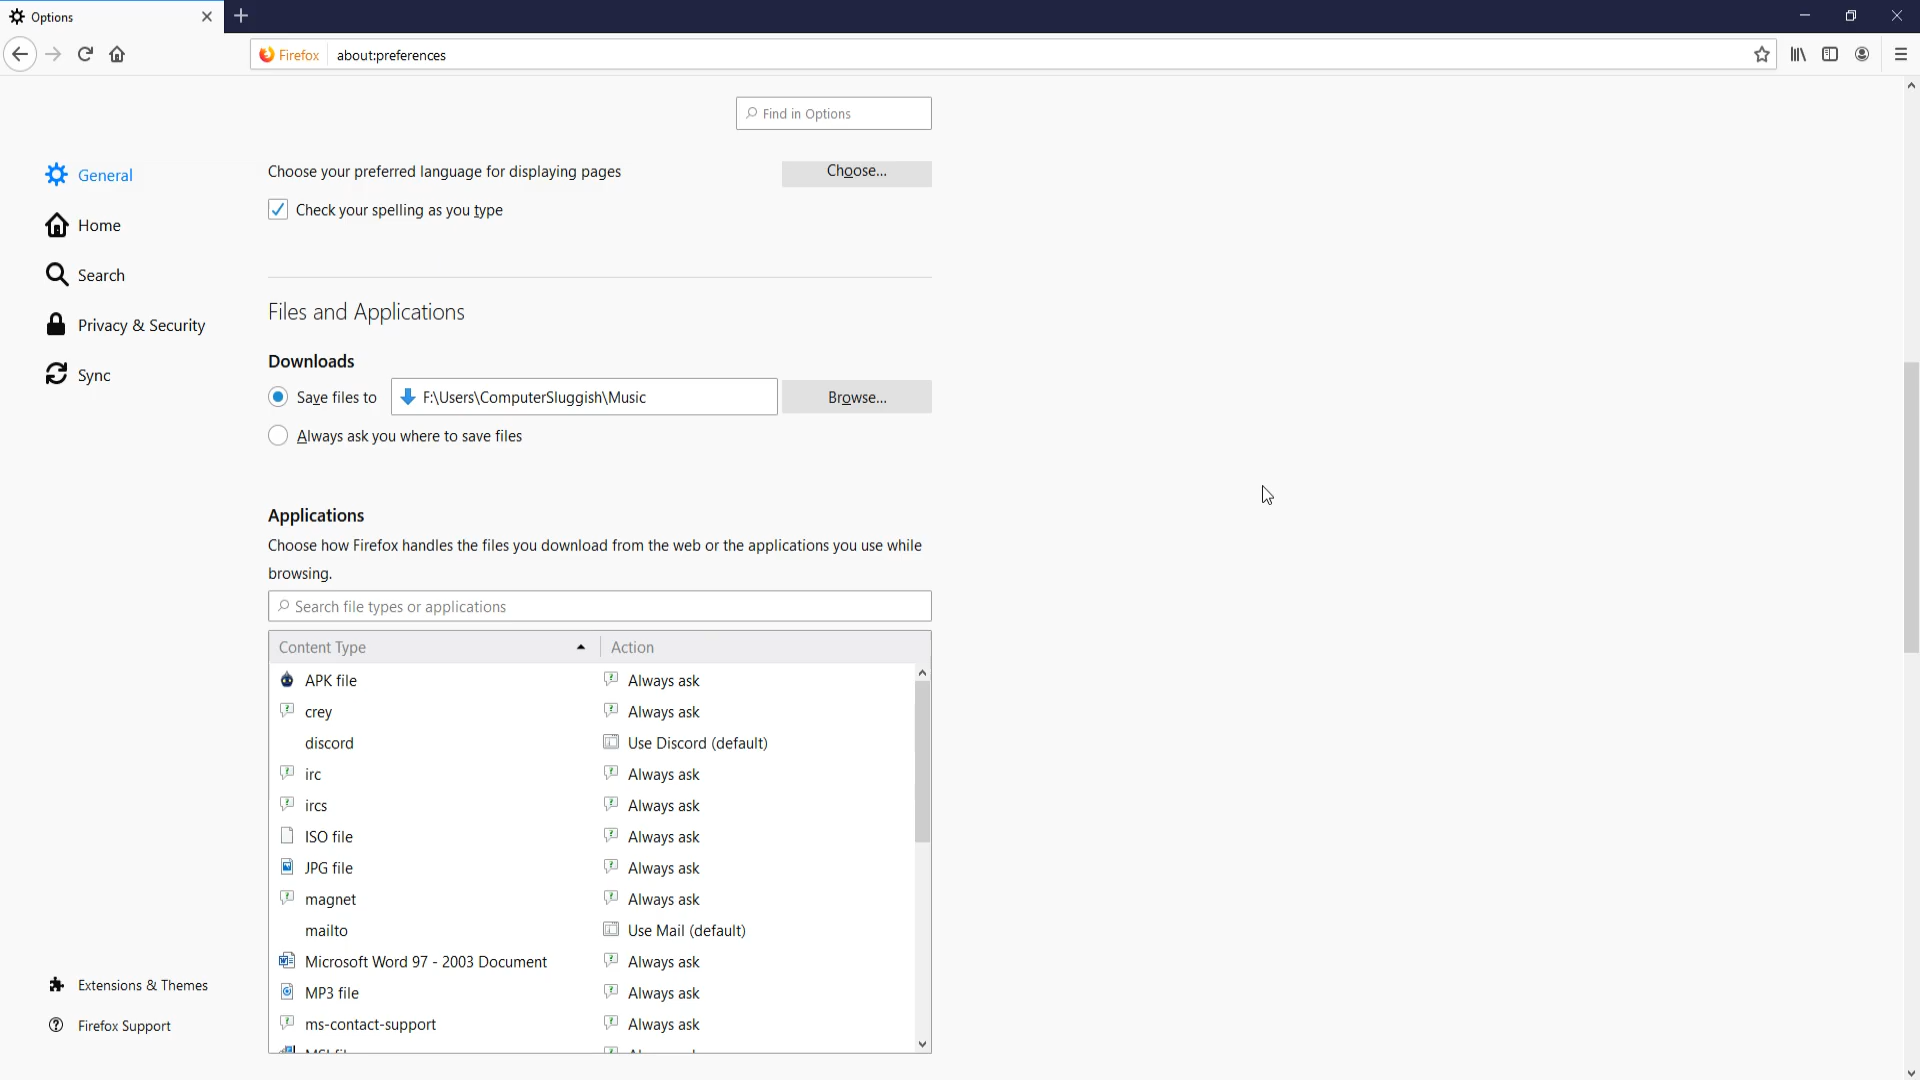 Options
Firefox
about:preferences
Find in Options
General
Home
Search
Privacy & Security
Sync
Extensions & Themes
Firefox Support
Choose your preferred language for displaying pages
Choose...
Check your spelling as you type
Files and Applications
Downloads
Save files to
F:\Users\ComputerSluggish\Music
Browse...
Always ask you where to save files
Applications
Choose how Firefox handles the files you download from the web or the applications you use while
browsing.
Search file types or applications
Content Type Action
APK file Always ask
crey Always ask
discord Use Discord (default)
irc Always ask
ircs Always ask
ISO file Always ask
JPG file Always ask
magnet Always ask
mailto Use Mail (default)
Microsoft Word 97 - 2003 Document Always ask
MP3 file Always ask
ms-contact-support Always ask